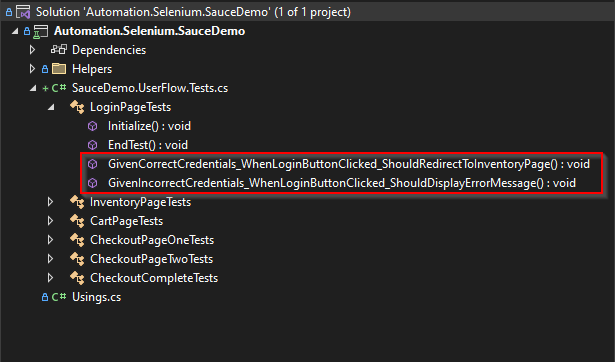 Solution 'Automation.Selenium.SauceDemo' (1 of 1 project)
Automation.Selenium.SauceDemo
Dependencies
Helpers
C# SauceDemo.UserFlow.Tests.cs
LoginPageTests
Initialize() : void
EndTest() : void
GivenCorrectCredentials_WhenLoginButtonClicked_ShouldRedirectToInventoryPage() : void
GivenIncorrectCredentials_WhenLoginButtonClicked_ShouldDisplayErrorMessage() : void
InventoryPageTests
CartPageTests
CheckoutPageOneTests
CheckoutPageTwoTests
CheckoutCompleteTests
C# Usings.cs